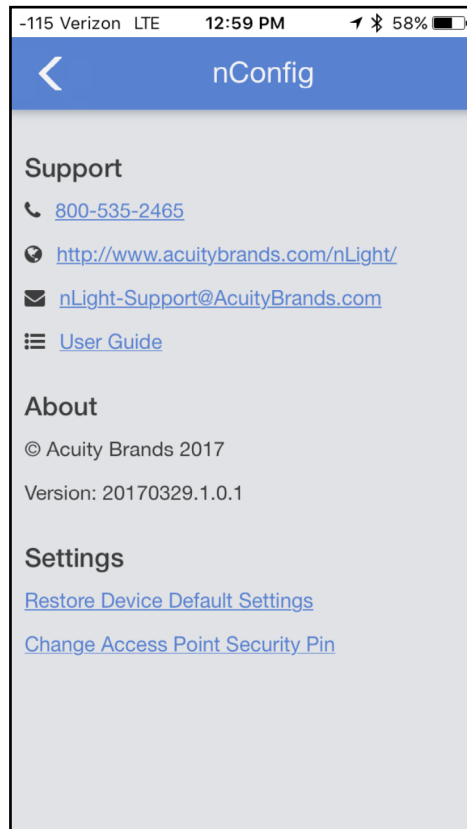 -115 Verizon LTE 12:59 PM 58%
nConfig
Support
800-535-2465
http://www.acuitybrands.com/nLight/
nLight-Support@AcuityBrands.com
User Guide
About
© Acuity Brands 2017
Version: 20170329.1.0.1
Settings
Restore Device Default Settings
Change Access Point Security Pin